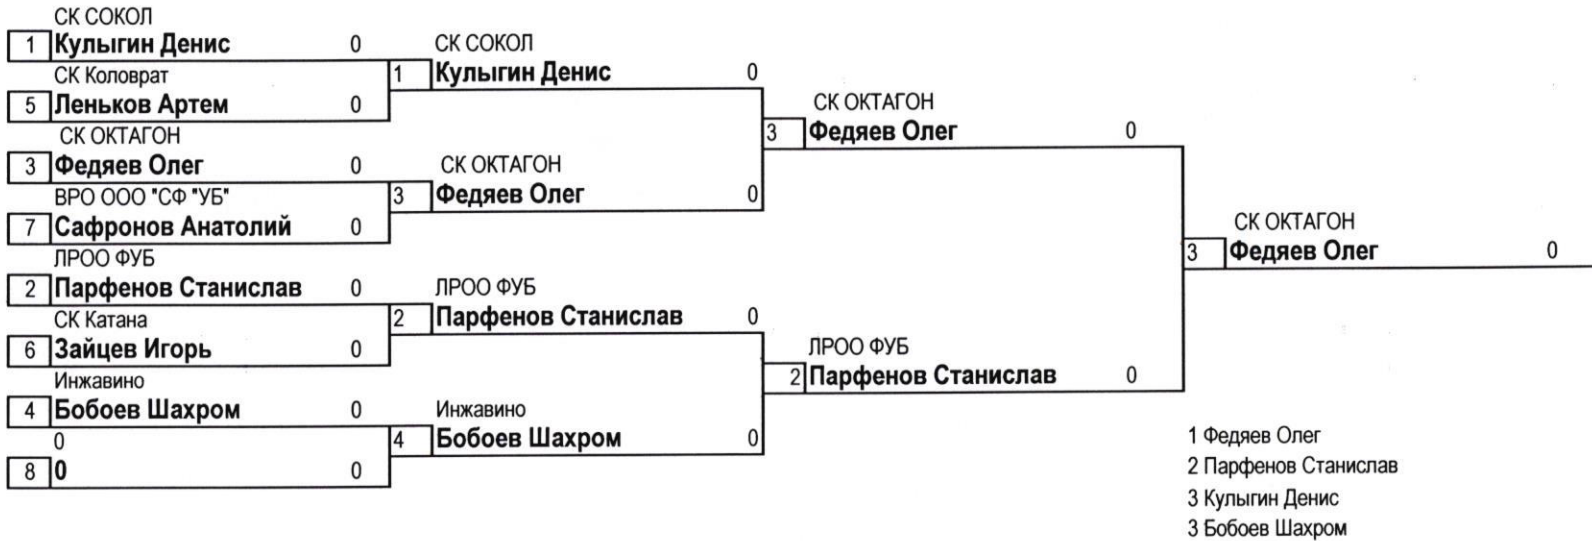 СК СОКОЛ
1 Кулыгин Денис 0
СК Коловрат
5 Леньков Артем 0
СК ОКТАГОН
3 Федяев Олег 0
ВРО ООО "СФ "УБ"
7 Сафронов Анатолий 0
ЛРОО ФУБ
2 Парфенов Станислав 0
СК Катана
6 Зайцев Игорь 0
Инжавино
4 Бобоев Шахром 0
0
8 0 0
СК СОКОЛ
1 Кулыгин Денис 0
СК ОКТАГОН
3 Федяев Олег 0
ЛРОО ФУБ
2 Парфенов Станислав 0
Инжавино
4 Бобоев Шахром 0
СК ОКТАГОН
3 Федяев Олег 0
ЛРОО ФУБ
2 Парфенов Станислав 0
СК ОКТАГОН
3 Федяев Олег 0
1 Федяев Олег
2 Парфенов Станислав
3 Кулыгин Денис
3 Бобоев Шахром